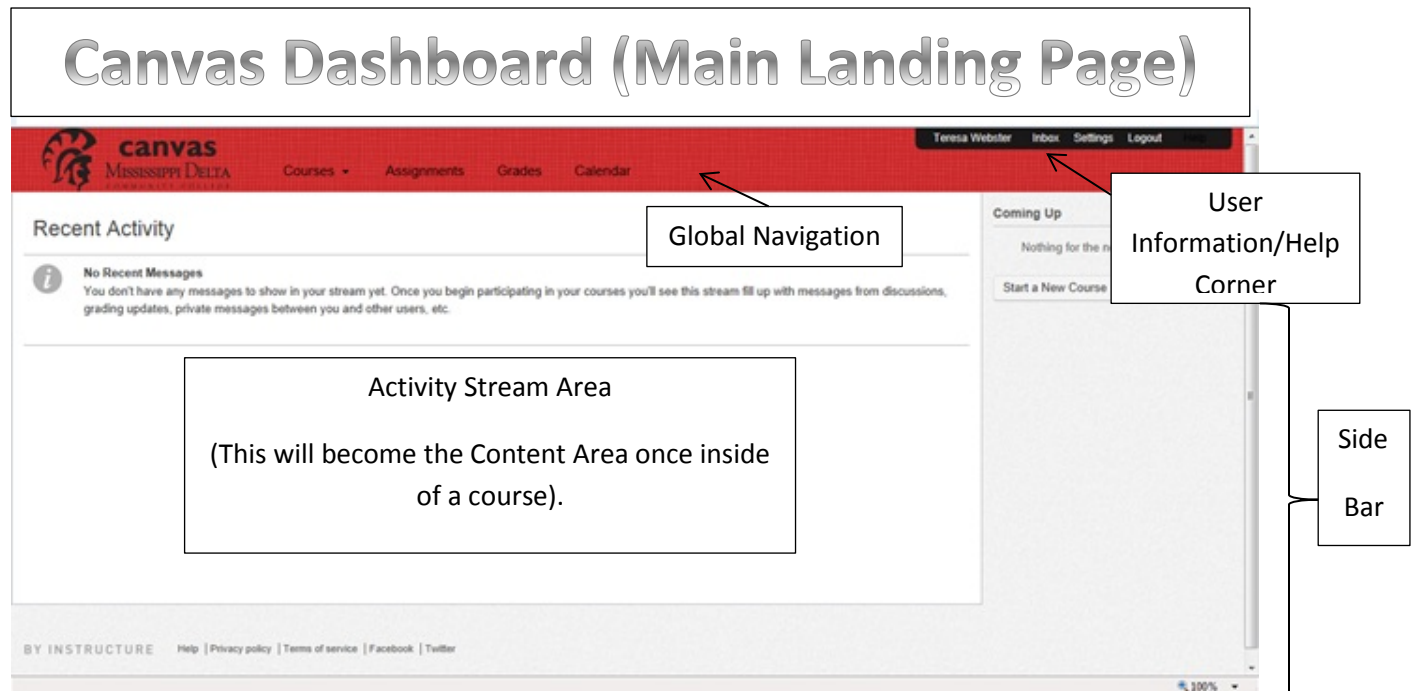 Canvas Dashboard (Main Landing Page)
canvas
Teresa Webster Inbox Settings Logout
MISSISSIPPI DELTA
COMMUNITY COLLEGE
Courses Assignments Grades Calendar
Global Navigation
User
Information/Help
Corner
Recent Activity
Coming Up
Nothing for the
No Recent Messages
You don't have any messages to show in your stream yet. Once you begin participating in your courses you'll see this stream fill up with messages from discussions,
grading updates, private messages between you and other users, etc.
Start a New Course
Activity Stream Area
(This will become the Content Area once inside
of a course).
Side
Bar
BY INSTRUCTURE Help | Privacy policy | Terms of service | Facebook | Twitter
100%